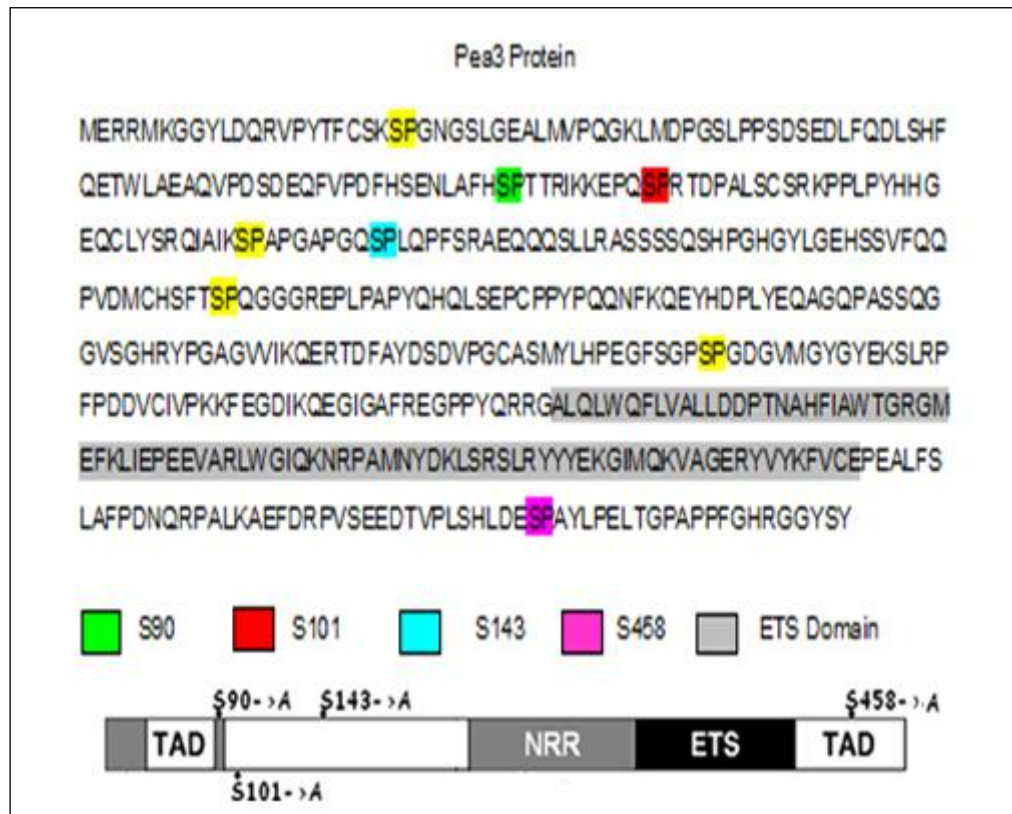 Pea3 Protein
MERRMKGGYLDQRVPYTFCSKSPGNGSLGEALMVPQGKLMDPGSLPPSDSEDLFQDLSHF
QETWLAEAQVPDSDEQFVPDFHSENLAFHSPTTRIKKEPQSPRTDPALSCSRKPPLPYHHG
EQCLYSRQIAIKSPAPGAPGQSPLQPFSRAEQQQSLLRASSSSQSHPGHGYLGEHSSVFQQ
PVDMCHSFTSPQGGGREPLPAPYQHQLSEPCPPYPQQNFKQEYHDPLYEQAGQPASSQG
GVSGHRYPGAGVVIKQERTDFAYDSDVPGCASMYLHPEGFSGPSPGDGVMGYGYEKSLRP
FPDDVCIVPKKFEGDIKQEGIGAFREGPPYQRRGALQLWQFLVALLDDPTNAHFIAWTGRGM
EFKLIEPEEVARLWGIQKNRPAMNYDKLSRSLRYYYEKGIMQKVAGERYVYKFVCEPEALFS
LAFPDNQRPALKAEFDRPVSEEDTVPLSHLDESPAYLPELTGPAPPFGHRGGYSY
S90 S101 S143 S458 ETS Domain
S90->A S143->A S458->A
TAD NRR ETS TAD
S101->A